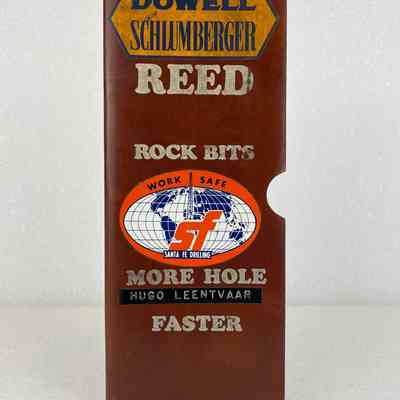 DOWELL
SCHLUMBERGER
REED
ROCK BITS
WORK SAFE
sf
SANTA FE DRILLING
MORE HOLE
HUGO LEENTVAAR
FASTER